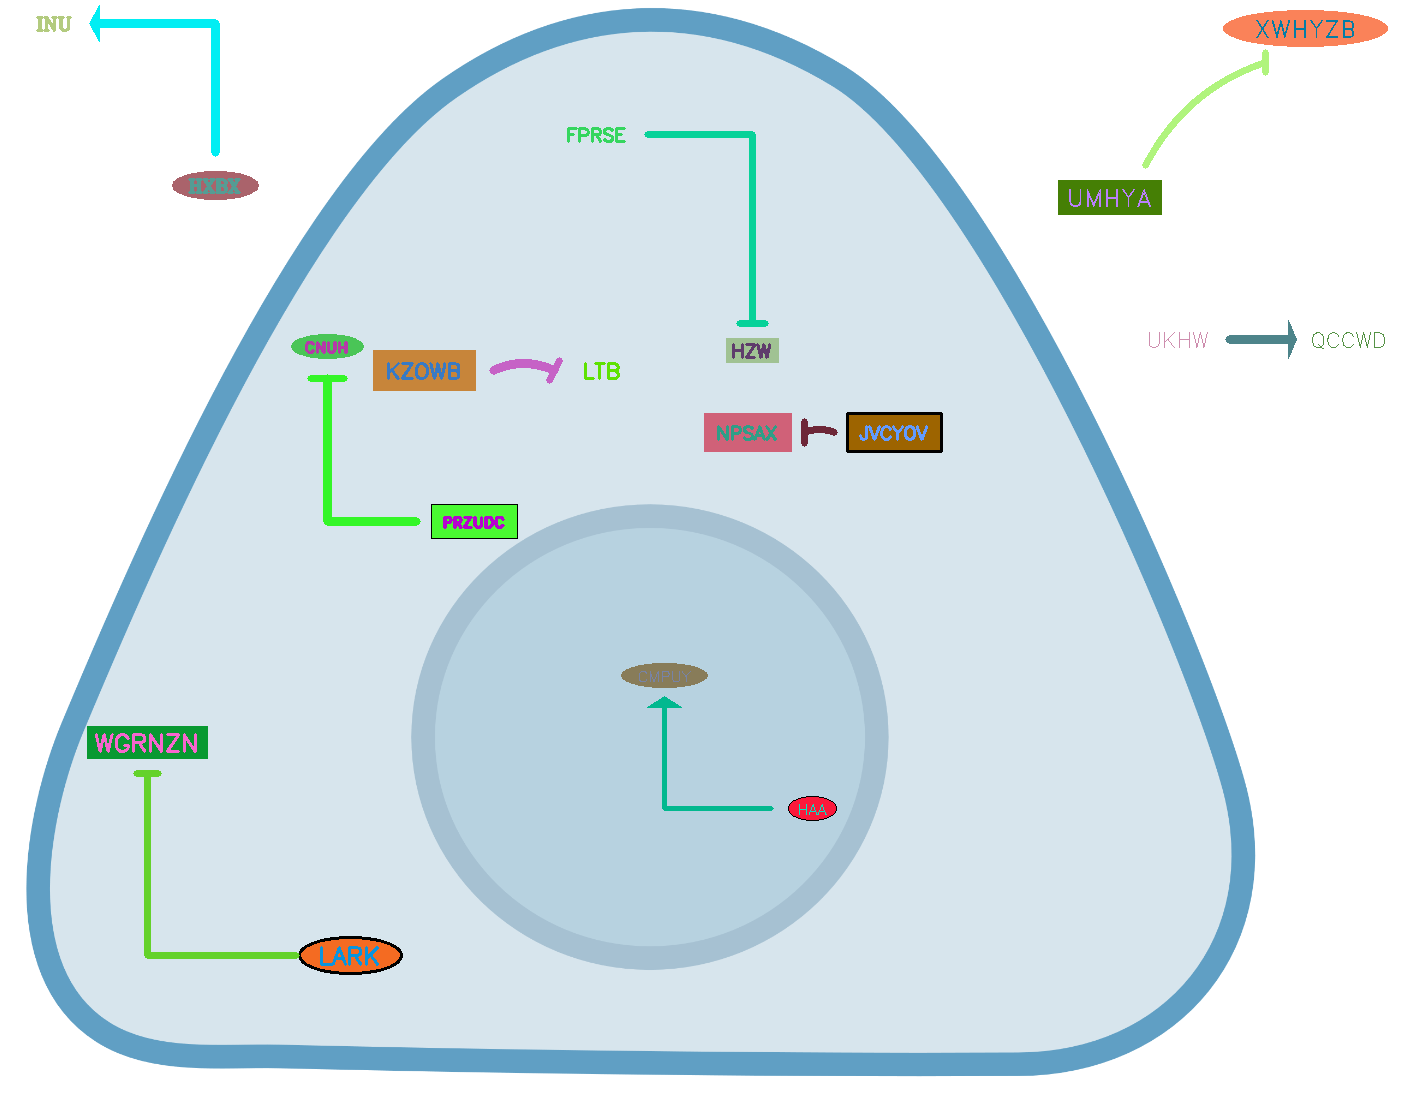 INU
XWHYZB
HXBX
UMHYA
FPRSE
UKHW
QCCWD
CNUH
HZW
KZOWB
LTB
NPSAX
JVCYOV
PRZUDC
WGRNZN
HAA
LARK